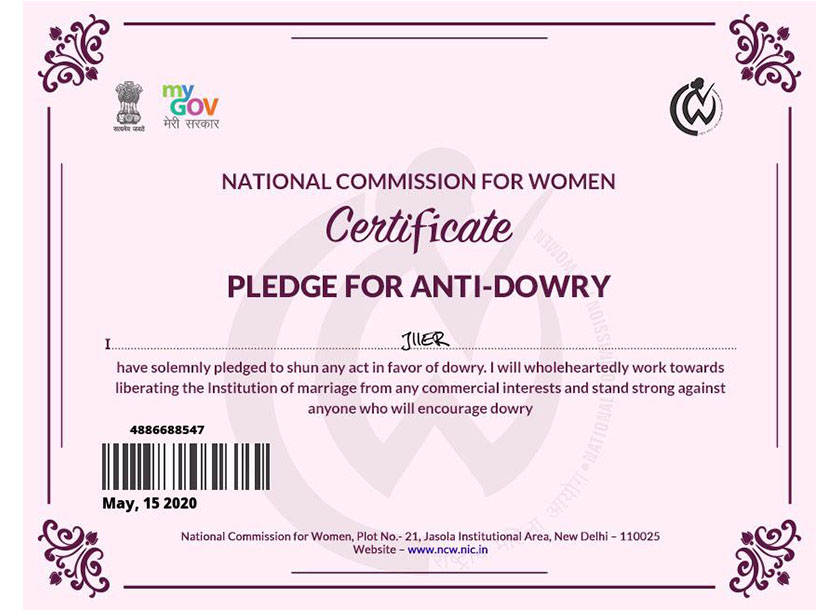 my
GOV
सत्यमेव जयते
मेरी सरकार
NATIONAL COMMISSION FOR WOMEN
Certificate
PLEDGE FOR ANTI-DOWRY
I JIIER
have solemnly pledged to shun any act in favor of dowry. I will wholeheartedly work towards
liberating the Institution of marriage from any commercial interests and stand strong against
anyone who will encourage dowry
4886688547
May, 15 2020
National Commission for Women, Plot No.- 21, Jasola Institutional Area, New Delhi – 110025
Website – www.ncw.nic.in